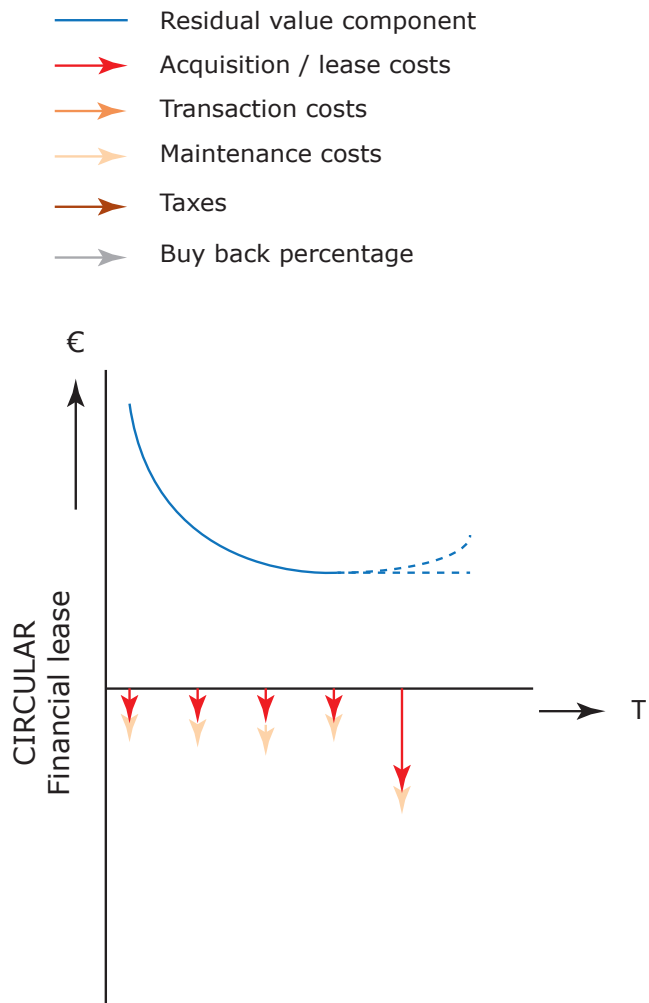 Residual value component
Acquisition / lease costs
Transaction costs
Maintenance costs
Taxes
Buy back percentage
€
CIRCULAR
Financial lease
T